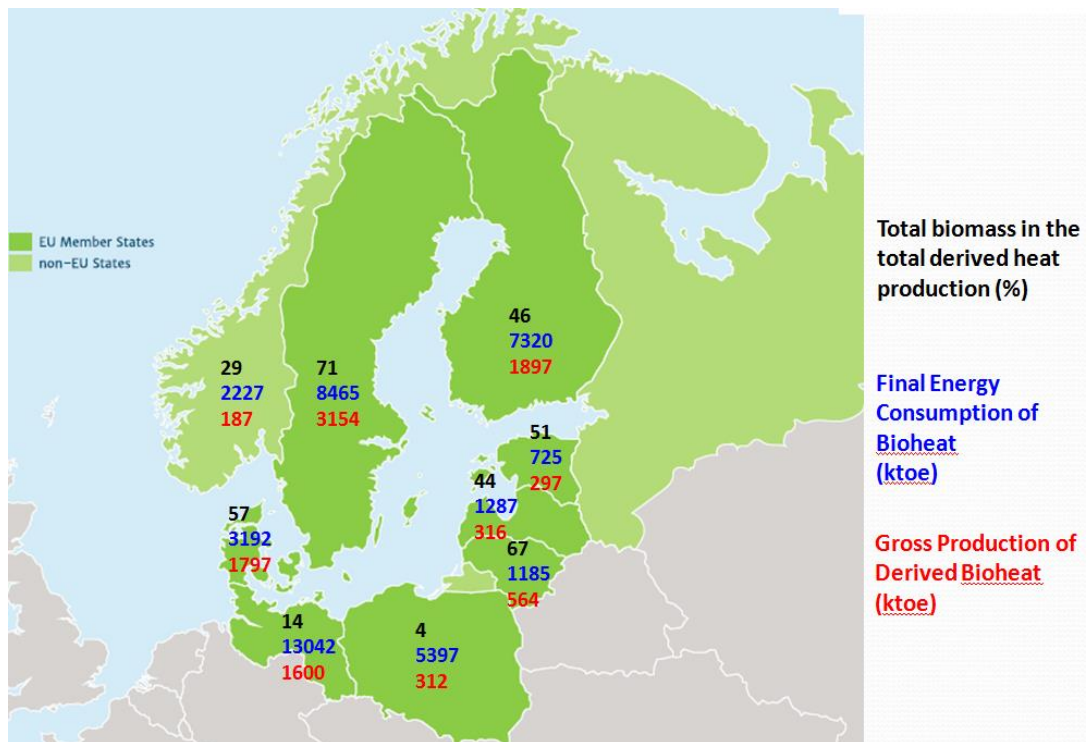 EU Member States
non-EU States
46
7320
1897
29
2227
187
71
8465
3154
51
725
297
44
1287
316
57
3192
1797
67
1185
564
14
13042
1600
4
5397
312
Total biomass in the
total derived heat
production (%)
Final Energy
Consumption of
Bioheat
(ktoe)
Gross Production of
Derived Bioheat
(ktoe)